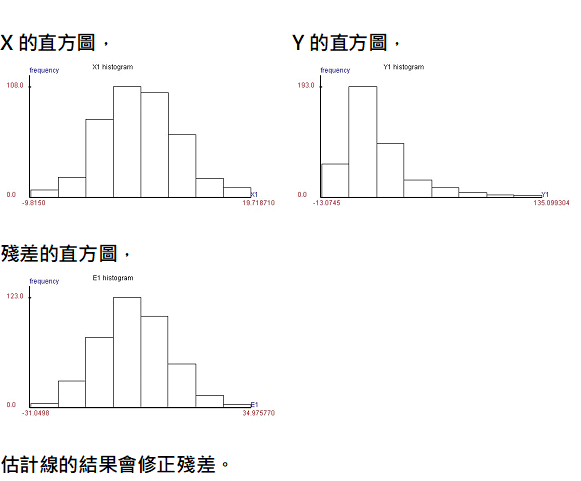 X 的直方圖，
Y 的直方圖，
X1 histogram
frequency
108.0
0.0
X1
-9.8150
19.718710
Y1 histogram
frequency
193.0
0.0
Y1
-13.0745
135.099304
殘差的直方圖，
E1 histogram
frequency
123.0
0.0
E1
-31.0498
34.975770
估計線的結果會修正殘差。